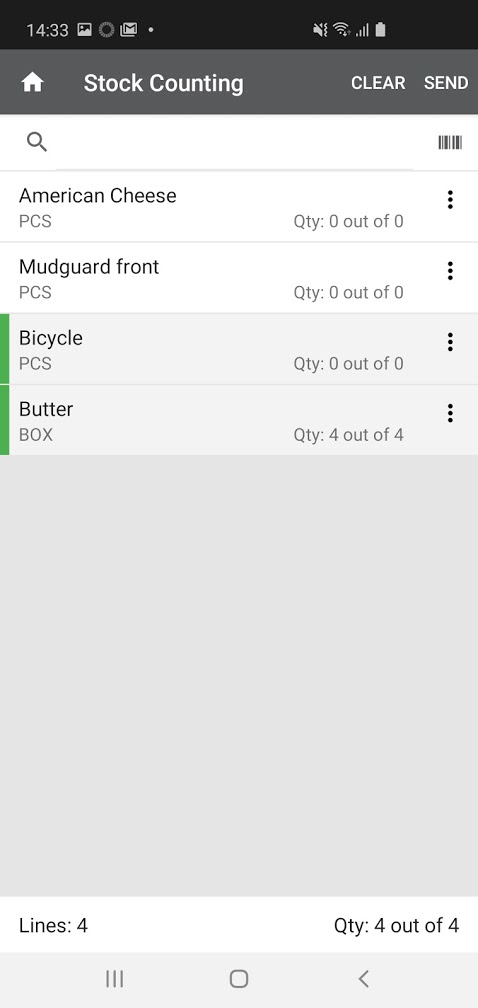 14:33
Stock Counting CLEAR SEND
American Cheese
PCS Qty: 0 out of 0
Mudguard front
PCS Qty: 0 out of 0
Bicycle
PCS Qty: 0 out of 0
Butter
BOX Qty: 4 out of 4
Lines: 4 Qty: 4 out of 4